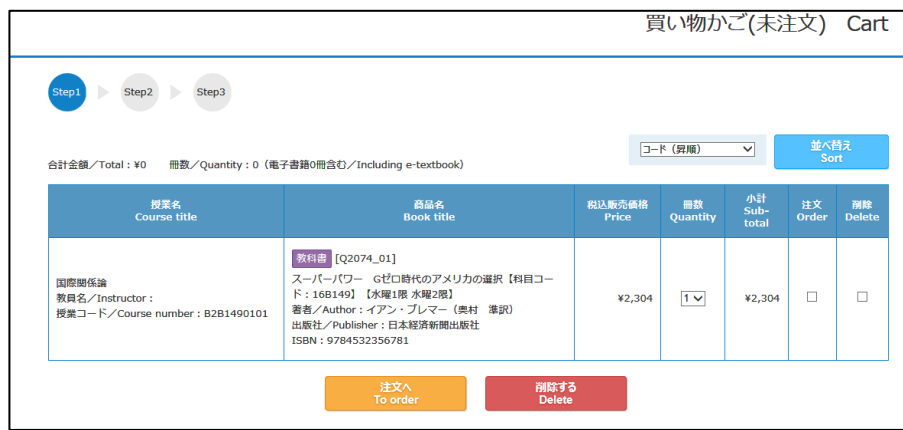 買い物かご(未注文)　Cart
Step1
Step2
Step3
合計金額／Total：¥0　冊数／Quantity：0（電子書籍0冊含む／Including e-textbook）
コード（昇順）
並べ替え
Sort
授業名
Course title
商品名
Book title
税込販売価格
Price
冊数
Quantity
小計
Sub-
total
注文
Order
削除
Delete
国際関係論
教員名／Instructor：
授業コード／Course number：B2B1490101
教科書 [Q2074_01]
スーパーパワー　Gゼロ時代のアメリカの選択【科目コー
ド：16B149】【水曜1限 水曜2限】
著者／Author：イアン・ブレマー（奥村　準訳）
出版社／Publisher：日本経済新聞出版社
ISBN：9784532356781
¥2,304
1
¥2,304
注文へ
To order
削除する
Delete